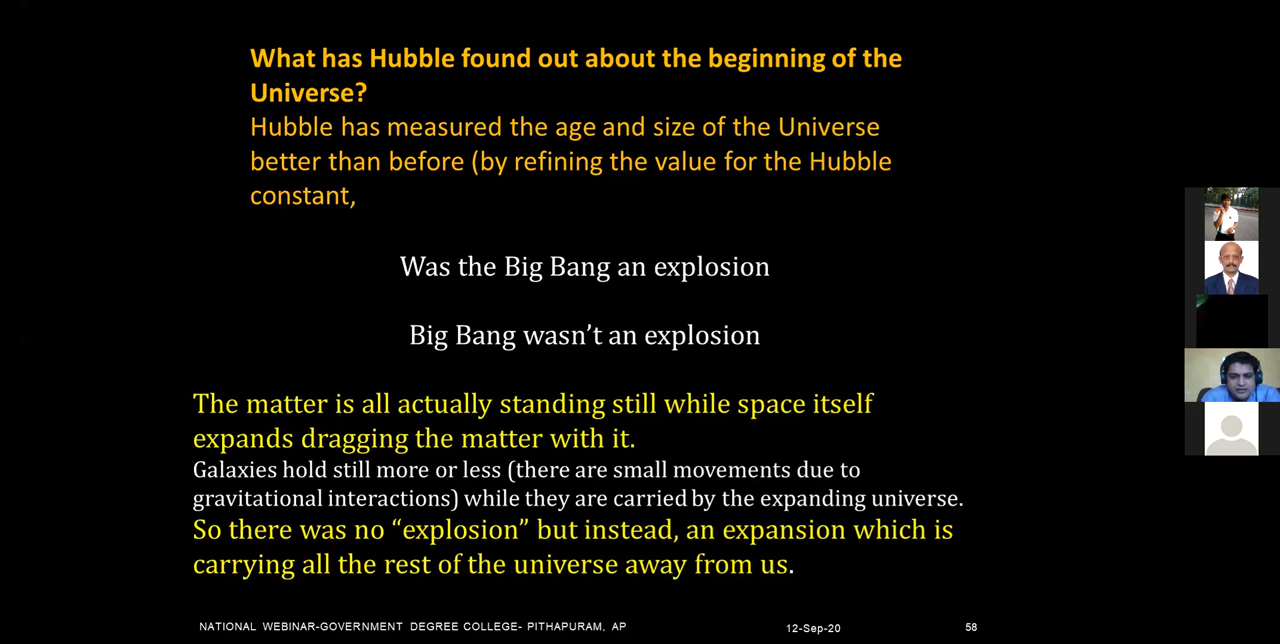 What has Hubble found out about the beginning of the
Universe?
Hubble has measured the age and size of the Universe
better than before (by refining the value for the Hubble
constant,
Was the Big Bang an explosion
Big Bang wasn’t an explosion
The matter is all actually standing still while space itself
expands dragging the matter with it.
Galaxies hold still more or less (there are small movements due to
gravitational interactions) while they are carried by the expanding universe.
So there was no “explosion” but instead, an expansion which is
carrying all the rest of the universe away from us.
NATIONAL WEBINAR-GOVERNMENT DEGREE COLLEGE- PITHAPURAM, AP
12-Sep-20
58